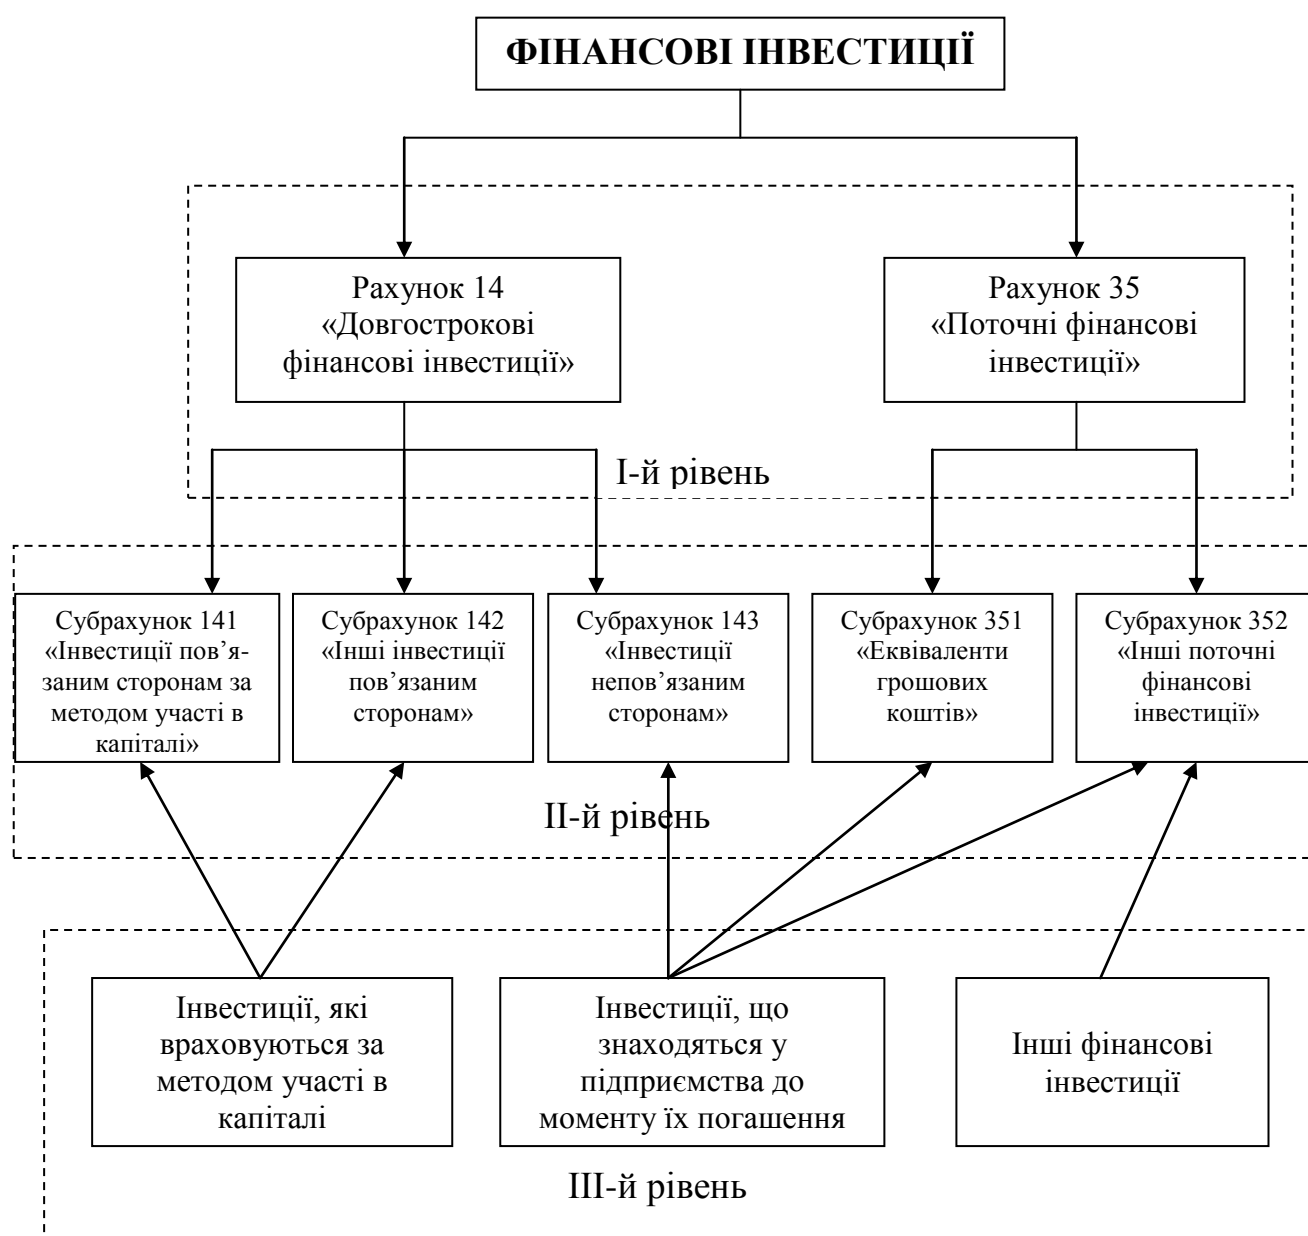 ФІНАНСОВІ ІНВЕСТИЦІЇ
Рахунок 14
«Довгострокові
фінансові інвестиції»
Рахунок 35
«Поточні фінансові
інвестиції»
І-й рівень
Субрахунок 141
«Інвестиції пов’я-
заним сторонам за
методом участі в
капіталі»
Субрахунок 142
«Інші інвестиції
пов’язаним
сторонам»
Субрахунок 143
«Інвестиції
непов’язаним
сторонам»
Субрахунок 351
«Еквіваленти
грошових
коштів»
Субрахунок 352
«Інші поточні
фінансові
інвестиції»
ІІ-й рівень
Інвестиції, які
враховуються за
методом участі в
капіталі
Інвестиції, що
знаходяться у
підприємства до
моменту їх погашення
Інші фінансові
інвестиції
ІІІ-й рівень